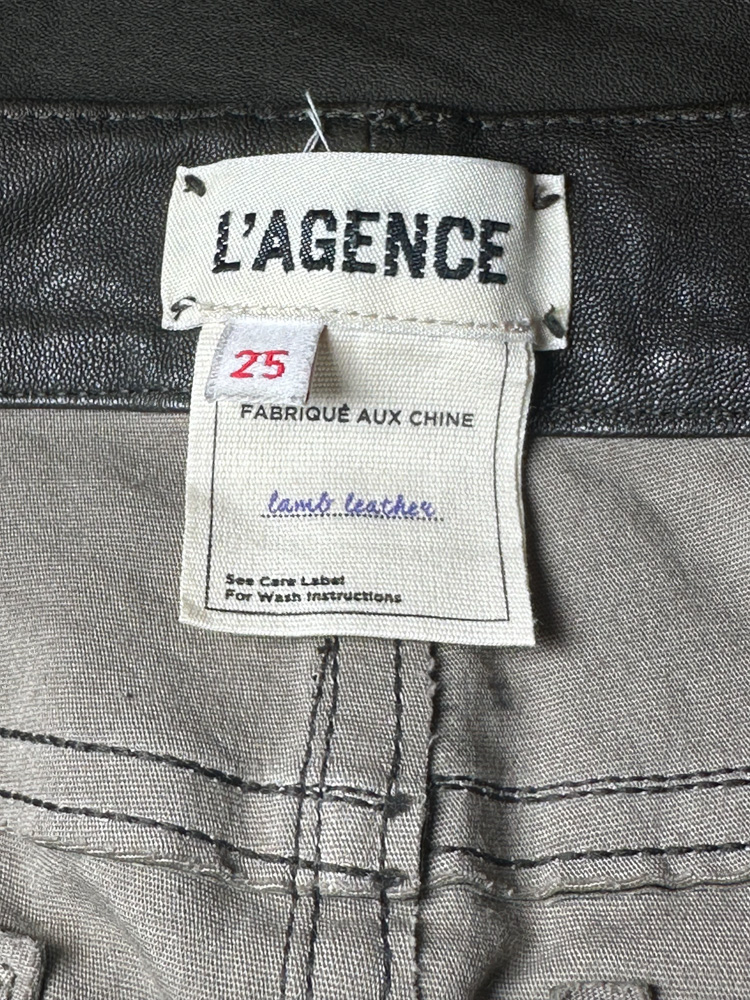 L'AGENCE
25
FABRIQUÉ AUX CHINE
lamb leather
See Care Label
For Wash Instructions